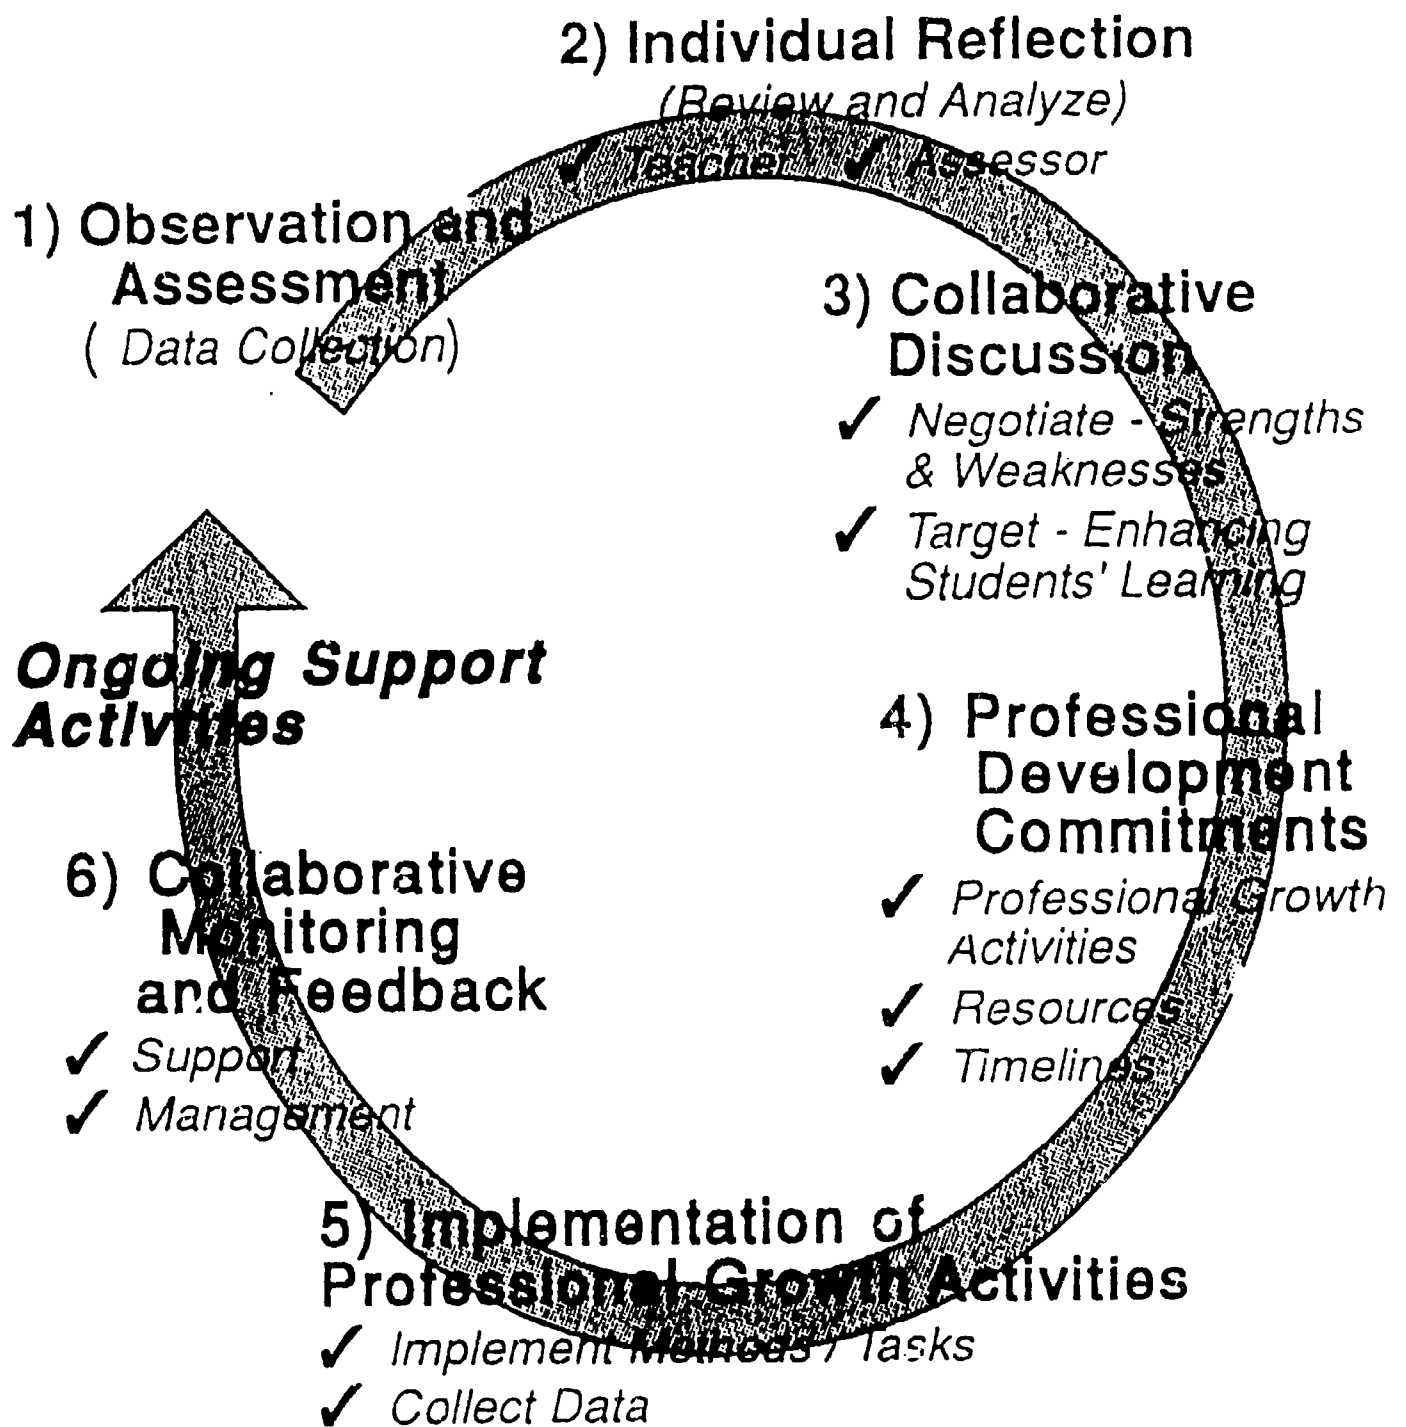 2) Individual Reflection
(Review and Analyze)
✓ Teacher ✓ Assessor
1) Observation and
Assessment
( Data Collection)
3) Collaborative
Discussion
✓ Negotiate - Strengths
& Weaknesses
✓ Target - Enhancing
Students' Learning
4) Professional
Development
Commitments
✓ Professional Growth
Activities
✓ Resources
✓ Timelines
5) Implementation of
Professional Growth Activities
✓ Implement Methods / Tasks
✓ Collect Data
6) Collaborative
Monitoring
and Feedback
✓ Support
✓ Management
Ongoing Support
Activities